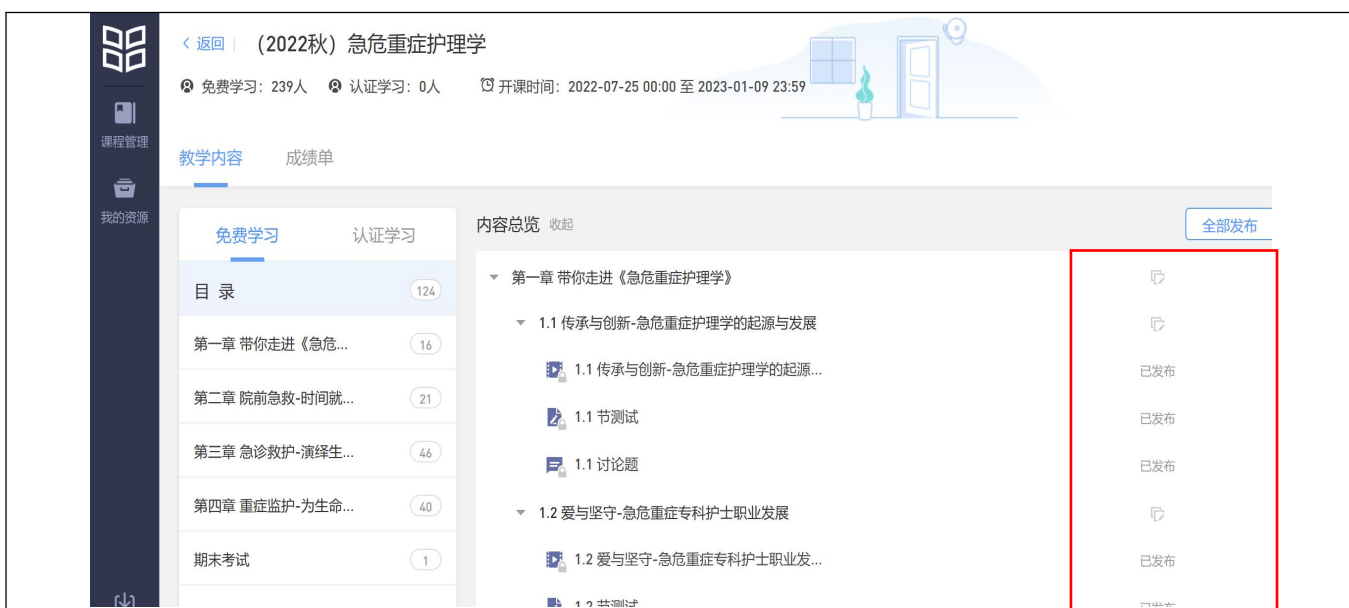 返回 | （2022秋）急危重症护理学
免费学习：239人 认证学习：0人 开课时间：2022-07-25 00:00 至 2023-01-09 23:59
课程管理
我的资源
教学内容 成绩单
免费学习 认证学习
目 录 124
第一章 带你走进《急危... 16
第二章 院前急救-时间就... 21
第三章 急诊救护-演绎生... 46
第四章 重症监护-为生命... 40
期末考试 1
内容总览 收起 全部发布
第一章 带你走进《急危重症护理学》
1.1 传承与创新-急危重症护理学的起源与发展
1.1 传承与创新-急危重症护理学的起源... 已发布
1.1 节测试 已发布
1.1 讨论题 已发布
1.2 爱与坚守-急危重症专科护士职业发展
1.2 爱与坚守-急危重症专科护士职业发... 已发布
1.2 节测试 已发布